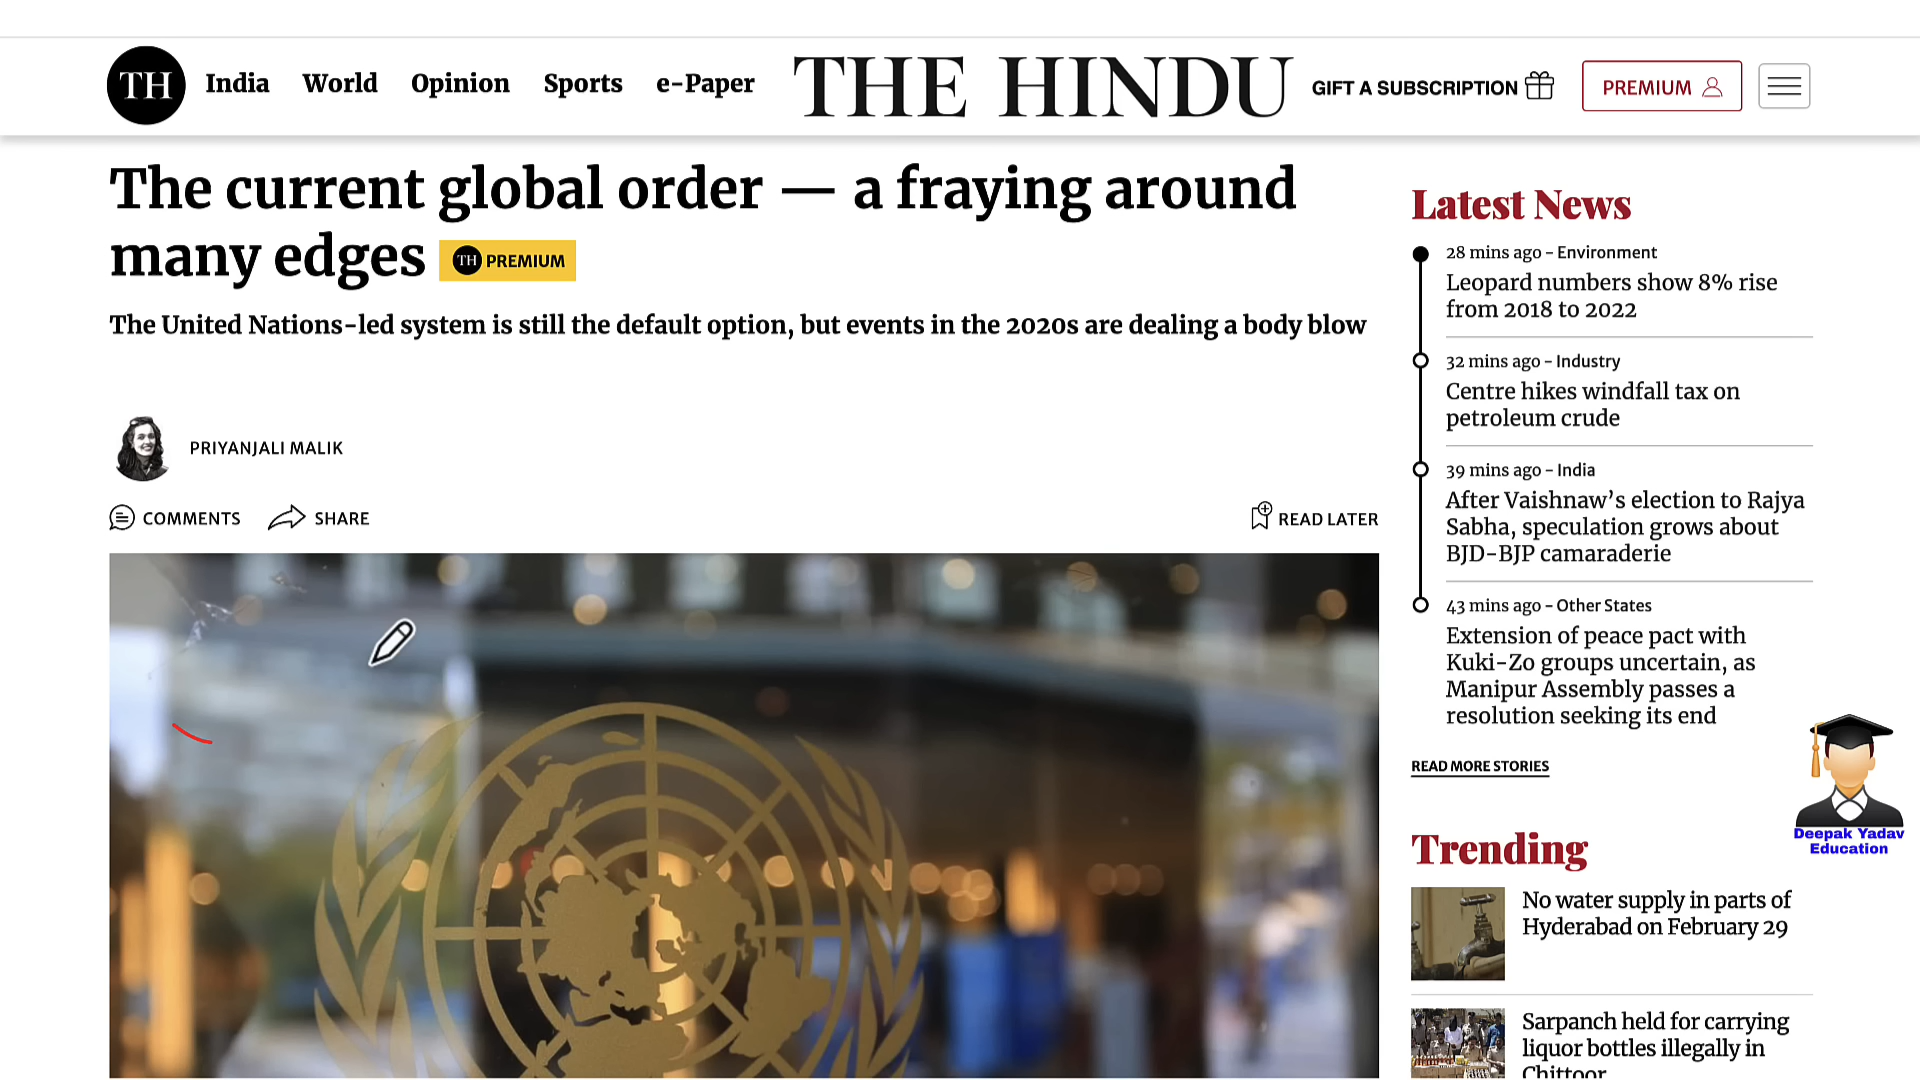 TH
India
World
Opinion
Sports
e-Paper
THE HINDU
GIFT A SUBSCRIPTION
PREMIUM
The current global order — a fraying around
many edges
TH PREMIUM
The United Nations-led system is still the default option, but events in the 2020s are dealing a body blow
PRIYANJALI MALIK
COMMENTS
SHARE
READ LATER
Latest News
28 mins ago - Environment
Leopard numbers show 8% rise
from 2018 to 2022
32 mins ago - Industry
Centre hikes windfall tax on
petroleum crude
39 mins ago - India
After Vaishnaw’s election to Rajya
Sabha, speculation grows about
BJD-BJP camaraderie
43 mins ago - Other States
Extension of peace pact with
Kuki-Zo groups uncertain, as
Manipur Assembly passes a
resolution seeking its end
READ MORE STORIES
Deepak Yadav
Education
Trending
No water supply in parts of
Hyderabad on February 29
Sarpanch held for carrying
liquor bottles illegally in
Chittoor